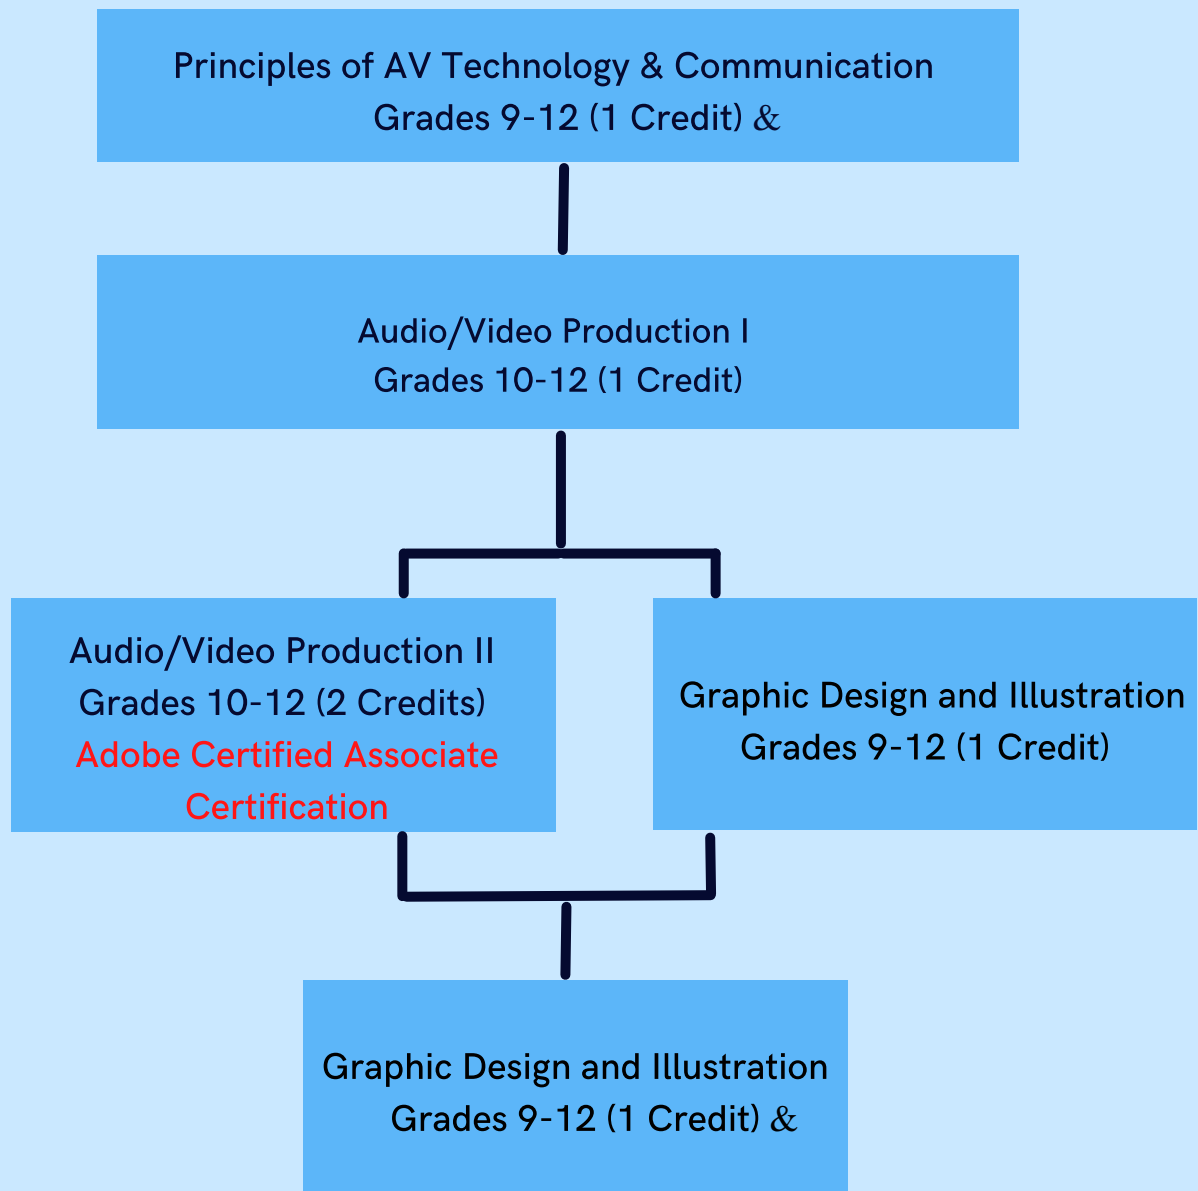 Principles of AV Technology & Communication
Grades 9-12 (1 Credit) &
Audio/Video Production I
Grades 10-12 (1 Credit)
Audio/Video Production II
Grades 10-12 (2 Credits)
Adobe Certified Associate
Certification
Graphic Design and Illustration
Grades 9-12 (1 Credit)
Graphic Design and Illustration
Grades 9-12 (1 Credit) &